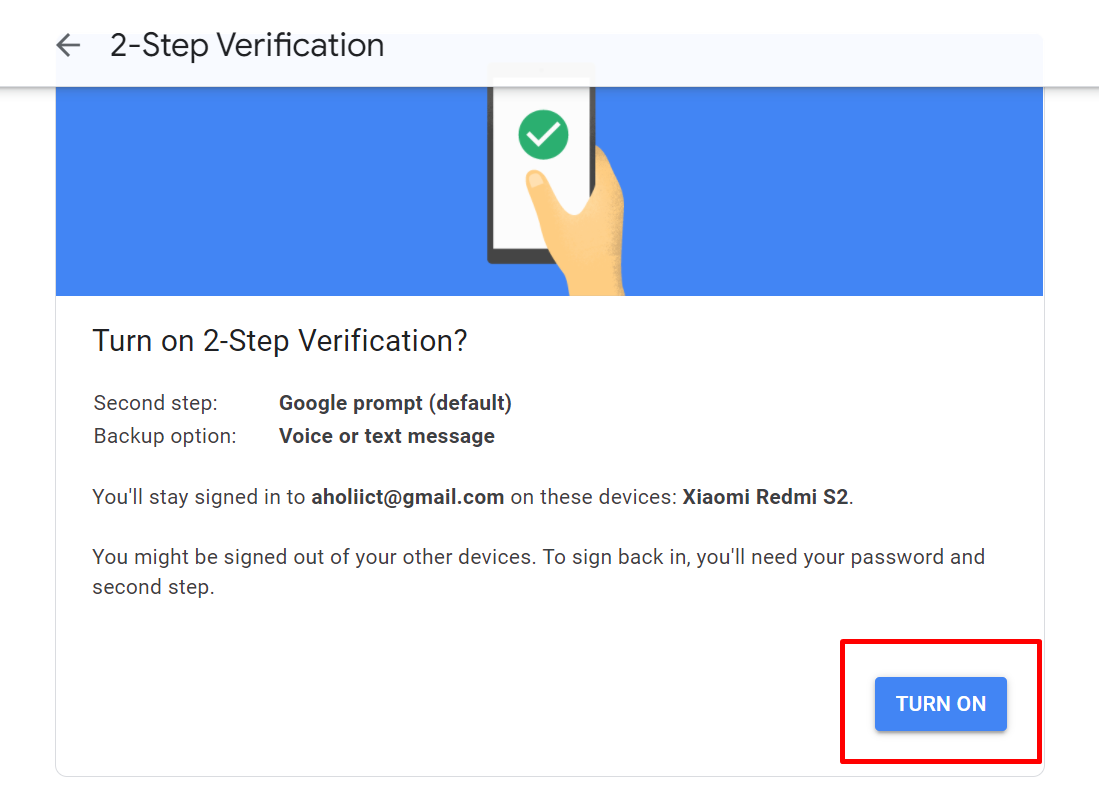 2-Step Verification
Turn on 2-Step Verification?
Second step: Google prompt (default)
Backup option: Voice or text message
You'll stay signed in to aholiict@gmail.com on these devices: Xiaomi Redmi S2.
You might be signed out of your other devices. To sign back in, you'll need your password and
second step.
TURN ON